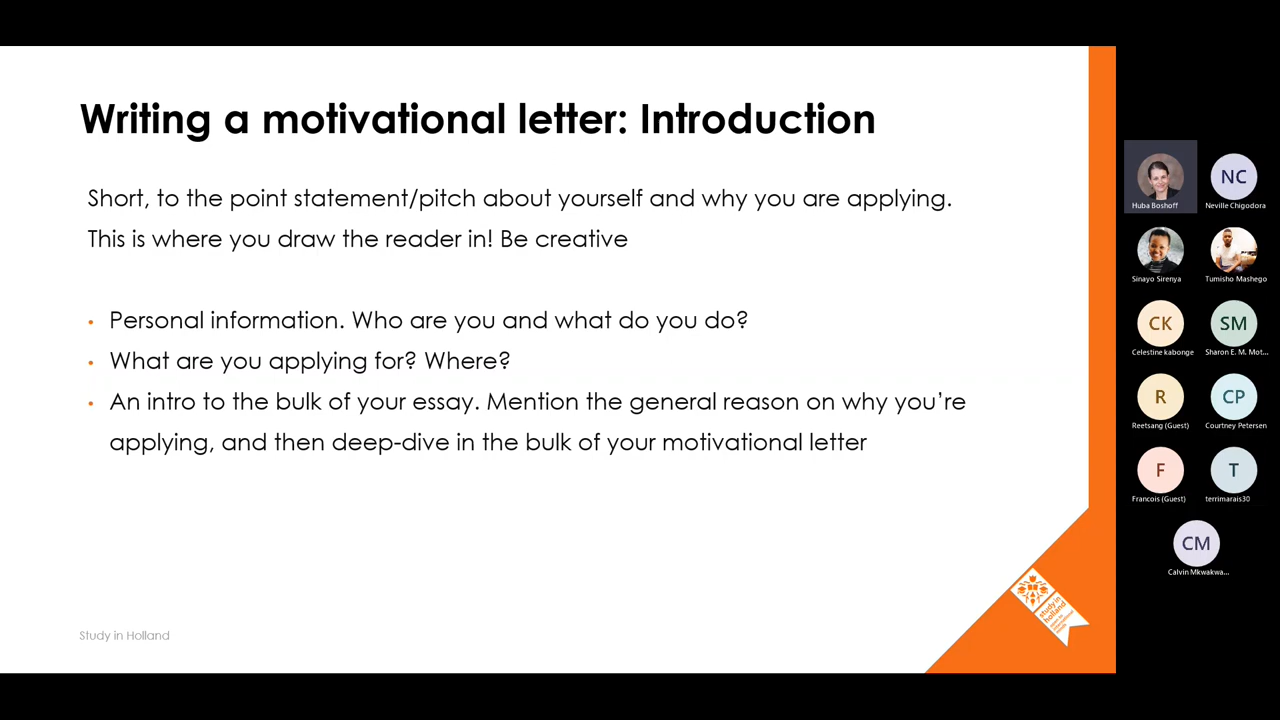 Writing a motivational letter: Introduction
Short, to the point statement/pitch about yourself and why you are applying.
This is where you draw the reader in! Be creative
• Personal information. Who are you and what do you do?
• What are you applying for? Where?
• An intro to the bulk of your essay. Mention the general reason on why you’re
applying, and then deep-dive in the bulk of your motivational letter
Study in Holland
study in
holland
Huba Boshoff
NC
Neville Chigodora
Sinayo Sirenya
Tumisho Mashego
CK
Celestine kabonge
SM
Sharon E. M. Mot...
R
Reetsang (Guest)
CP
Courtney Petersen
F
Francois (Guest)
T
terrimarais30
CM
Calvin Mkwakwa...